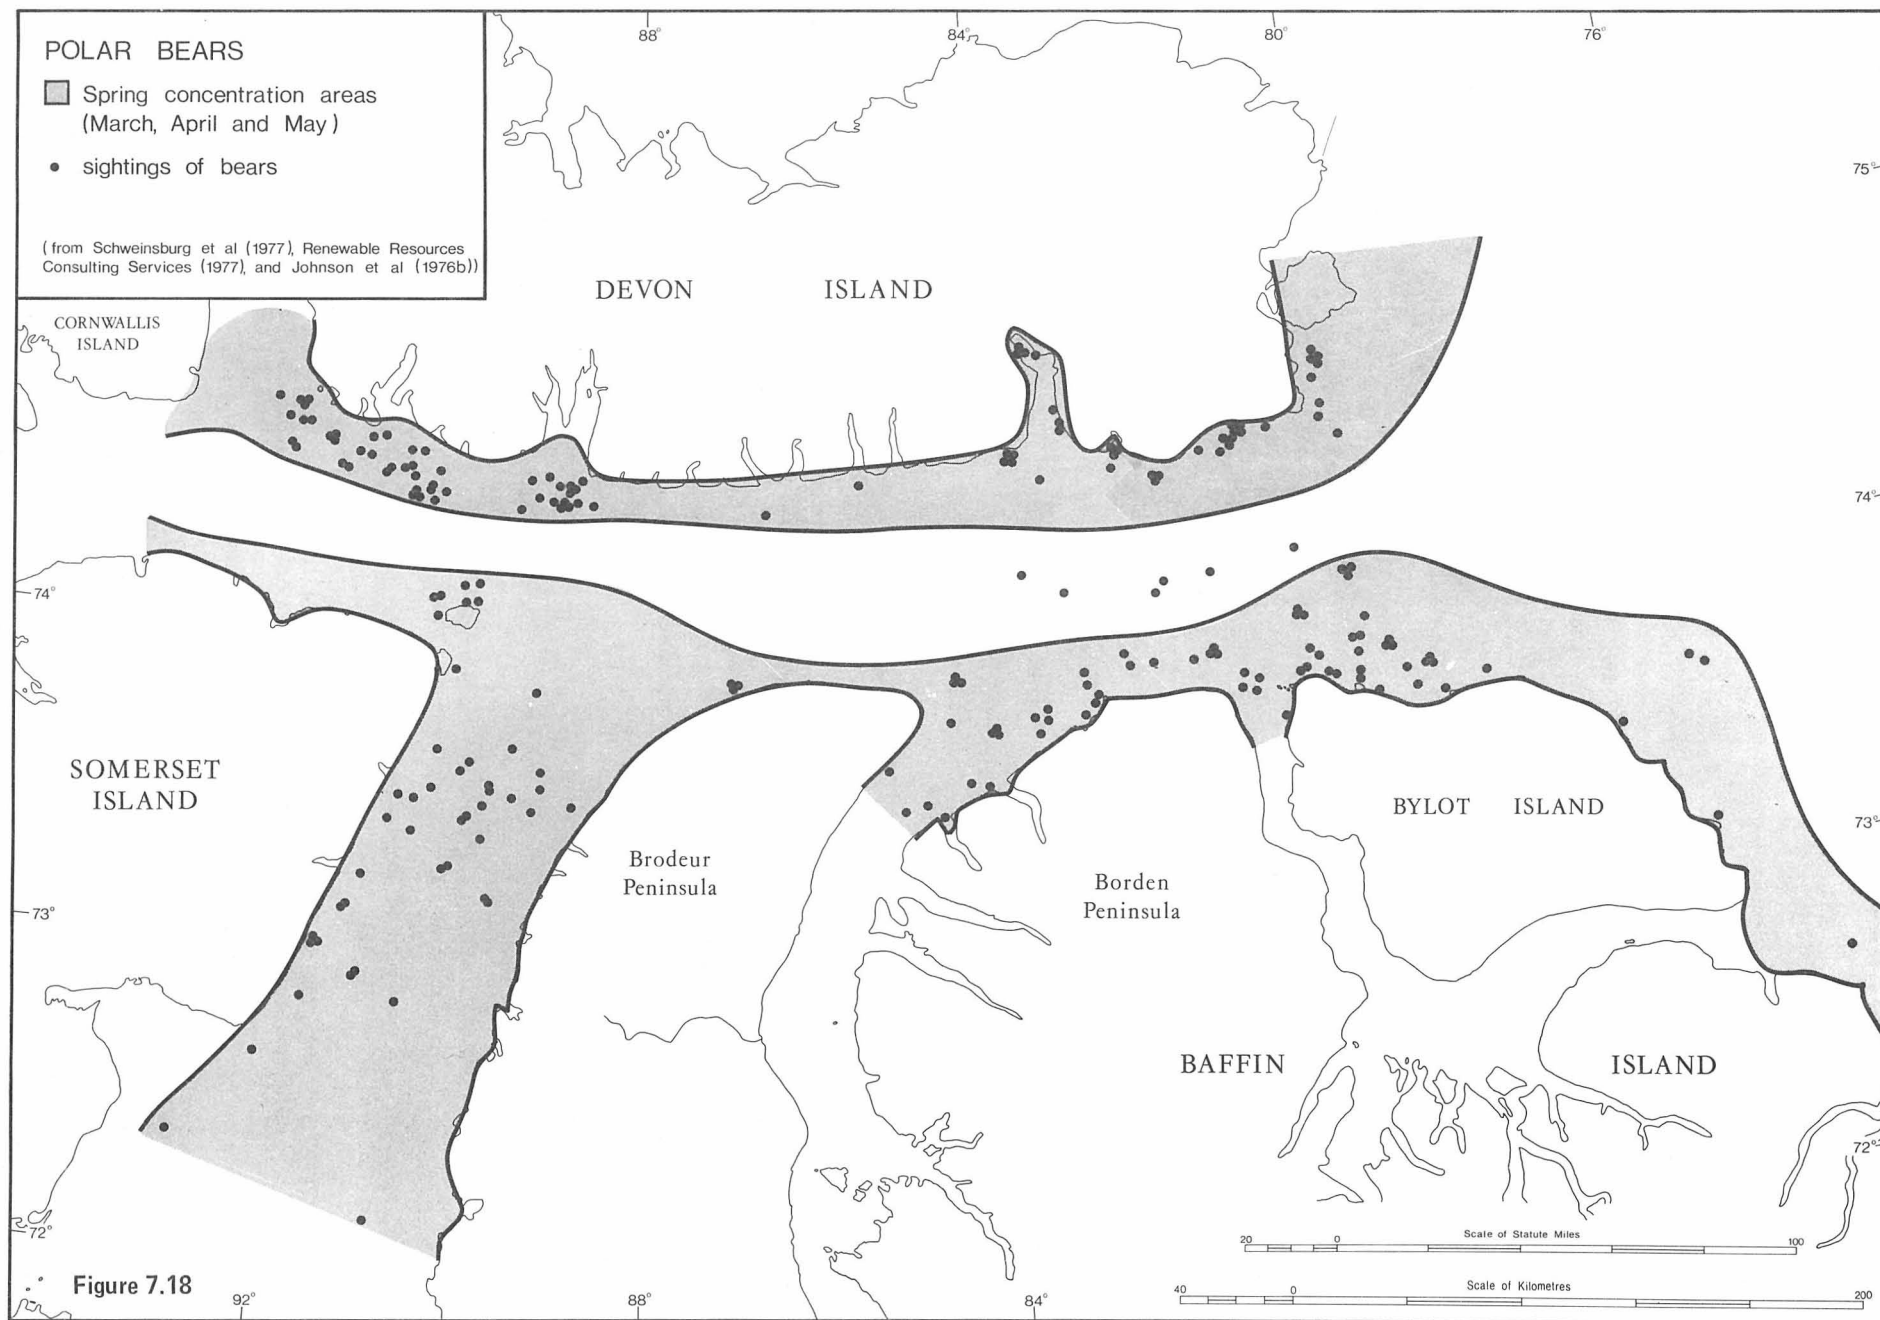 POLAR BEARS
Spring concentration areas
(March, April and May)
sightings of bears
(from Schweinsburg et al (1977), Renewable Resources
Consulting Services (1977), and Johnson et al (1976b))
88°
84°
80°
76°
75°
DEVON ISLAND
CORNWALLIS
ISLAND
74°
74°
SOMERSET
ISLAND
BYLOT ISLAND
73°
Brodeur
Peninsula
Borden
Peninsula
73°
BAFFIN ISLAND
72°
72°
Scale of Statute Miles
20 0 100
Figure 7.18
Scale of Kilometres
40 0 200
92°
88°
84°